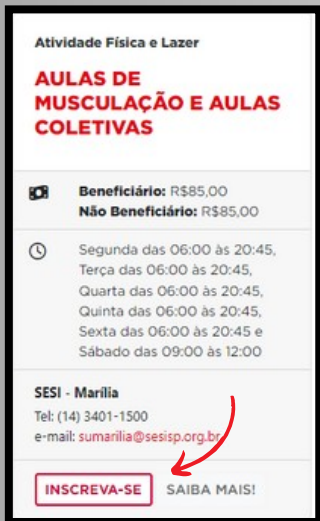 Atividade Física e Lazer
AULAS DE
MUSCULAÇÃO E AULAS
COLETIVAS
Beneficiário: R$85,00
Não Beneficiário: R$85,00
Segunda das 06:00 às 20:45,
Terça das 06:00 às 20:45,
Quarta das 06:00 às 20:45,
Quinta das 06:00 às 20:45,
Sexta das 06:00 às 20:45 e
Sábado das 09:00 às 12:00
SESI - Marília
Tel: (14) 3401-1500
e-mail: sumarilia@sesisp.org.br
INSCREVA-SE SAIBA MAIS!